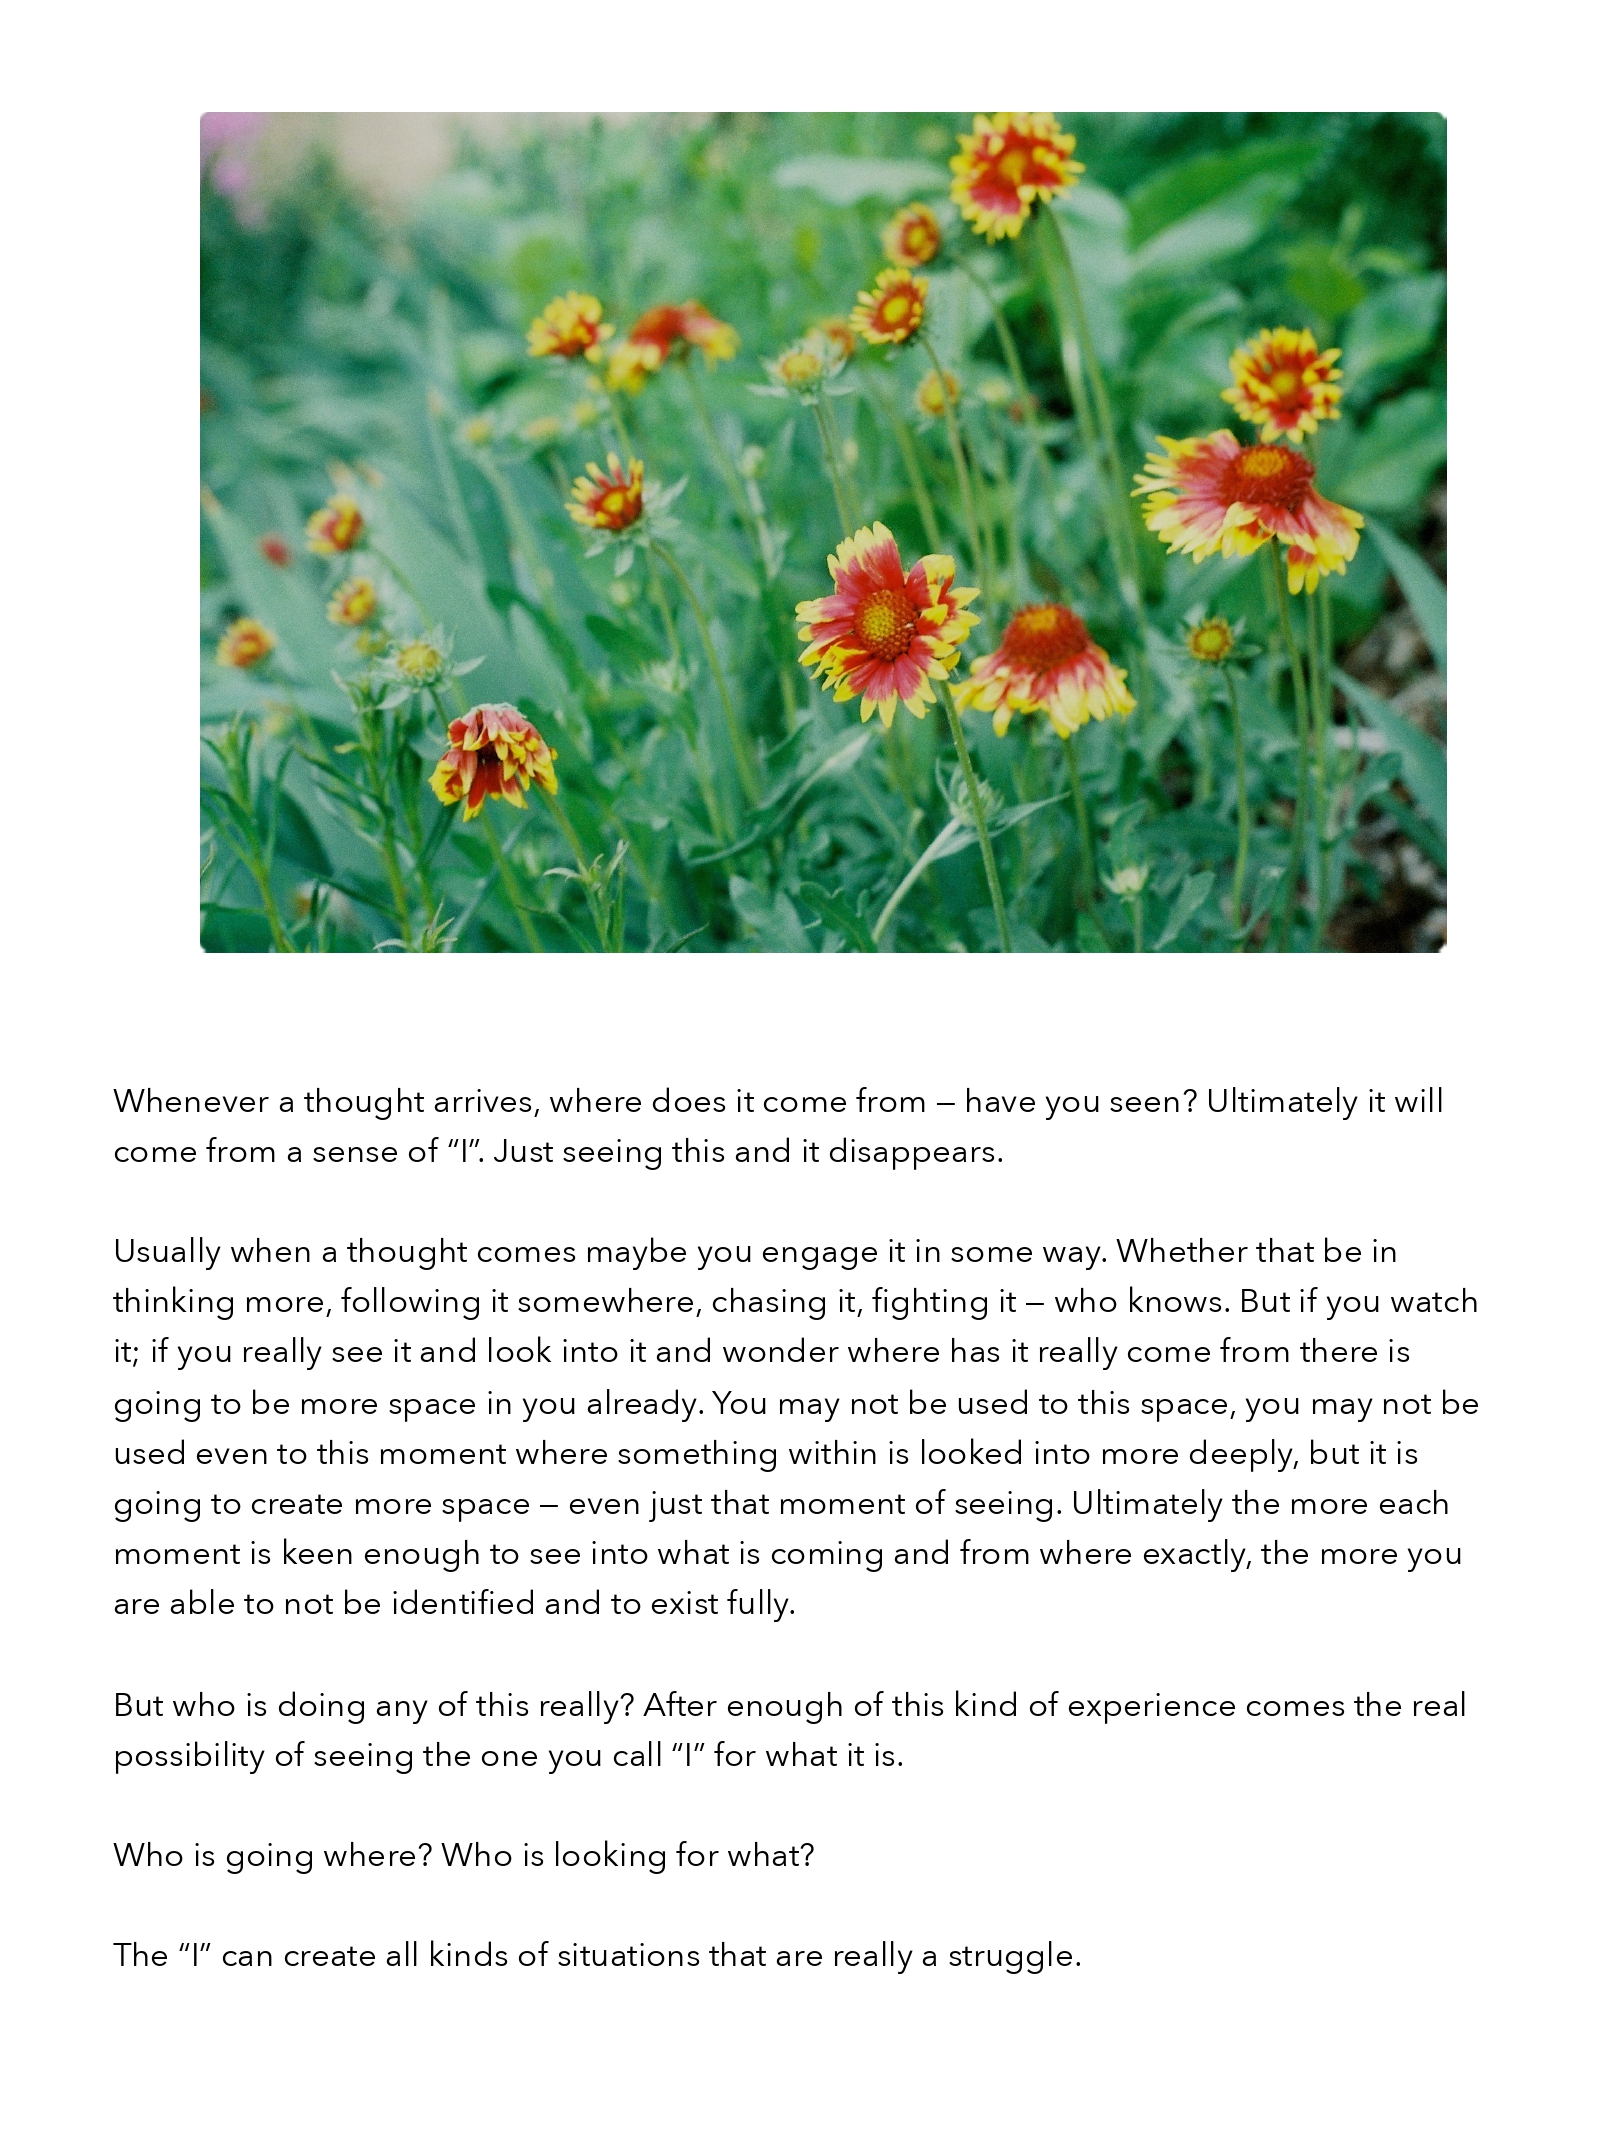 Whenever a thought arrives, where does it come from – have you seen? Ultimately it will
come from a sense of “I”. Just seeing this and it disappears.
Usually when a thought comes maybe you engage it in some way. Whether that be in
thinking more, following it somewhere, chasing it, fighting it – who knows. But if you watch
it; if you really see it and look into it and wonder where has it really come from there is
going to be more space in you already. You may not be used to this space, you may not be
used even to this moment where something within is looked into more deeply, but it is
going to create more space – even just that moment of seeing. Ultimately the more each
moment is keen enough to see into what is coming and from where exactly, the more you
are able to not be identified and to exist fully.
But who is doing any of this really? After enough of this kind of experience comes the real
possibility of seeing the one you call “I” for what it is.
Who is going where? Who is looking for what?
The “I” can create all kinds of situations that are really a struggle.